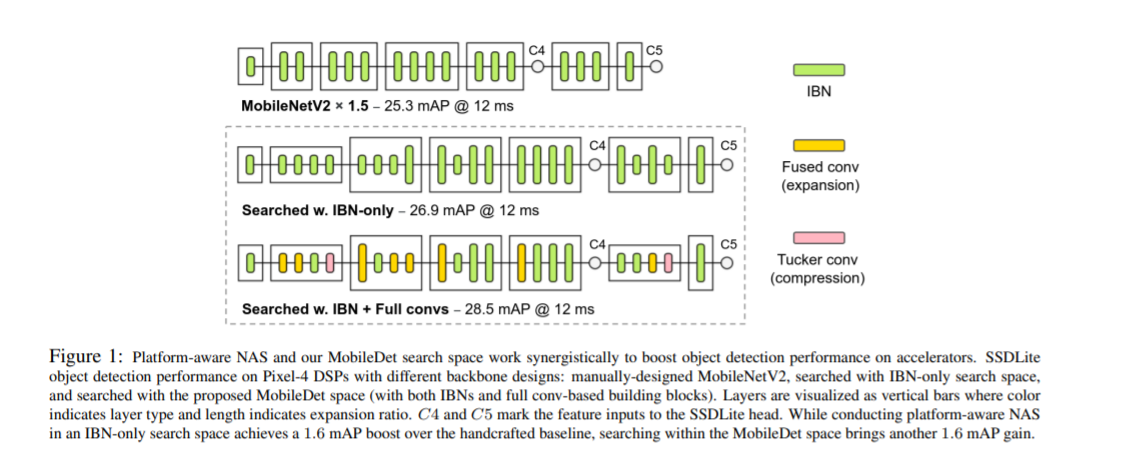 C4
C5
MobileNetV2 × 1.5 – 25.3 mAP @ 12 ms
IBN
C4
C5
Fused conv
(expansion)
Searched w. IBN-only – 26.9 mAP @ 12 ms
C4
C5
Tucker conv
(compression)
Searched w. IBN + Full convs – 28.5 mAP @ 12 ms
Figure 1: Platform-aware NAS and our MobileDet search space work synergistically to boost object detection performance on accelerators. SSDLite
object detection performance on Pixel-4 DSPs with different backbone designs: manually-designed MobileNetV2, searched with IBN-only search space,
and searched with the proposed MobileDet space (with both IBNs and full conv-based building blocks). Layers are visualized as vertical bars where color
indicates layer type and length indicates expansion ratio. C4 and C5 mark the feature inputs to the SSDLite head. While conducting platform-aware NAS
in an IBN-only search space achieves a 1.6 mAP boost over the handcrafted baseline, searching within the MobileDet space brings another 1.6 mAP gain.